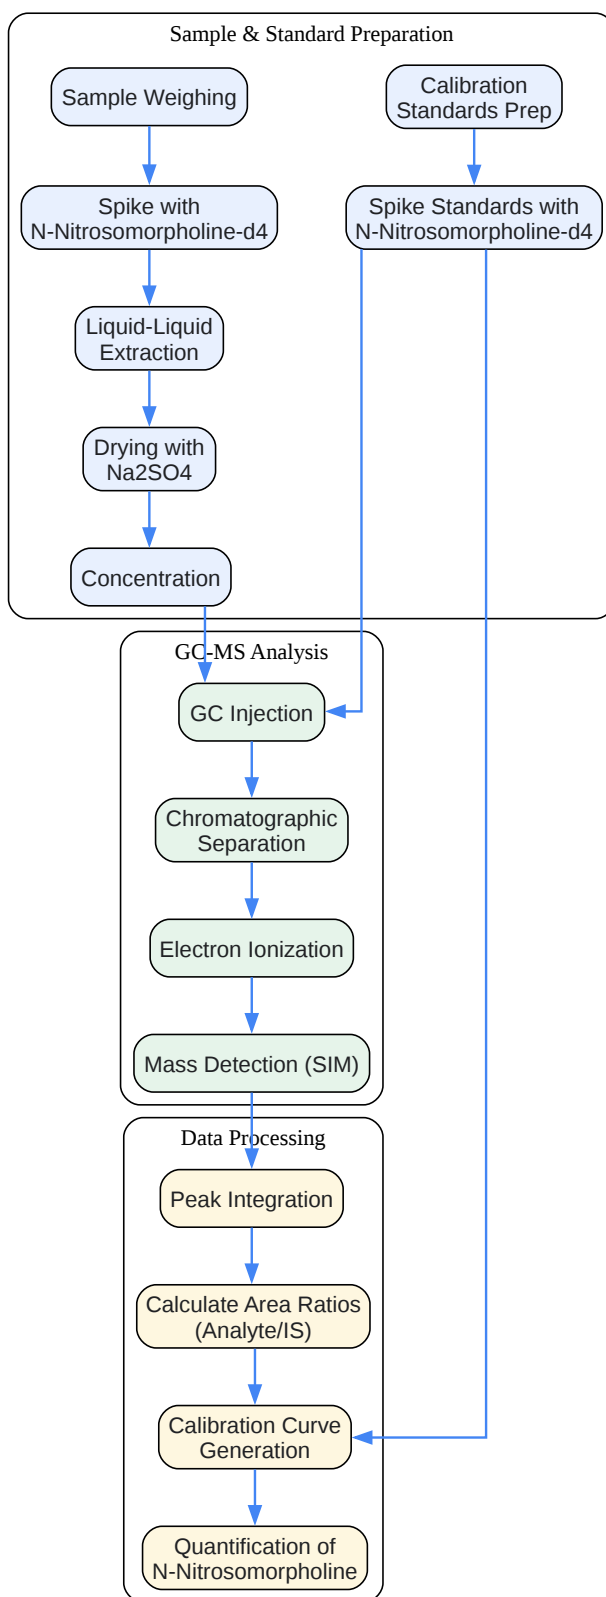 Sample & Standard Preparation
Sample Weighing
Calibration
Standards Prep
Spike with
N-Nitrosomorpholine-d4
Spike Standards with
N-Nitrosomorpholine-d4
Liquid-Liquid
Extraction
Drying with
Na2SO4
Concentration
GC-MS Analysis
GC Injection
Chromatographic
Separation
Electron Ionization
Mass Detection (SIM)
Data Processing
Peak Integration
Calculate Area Ratios
(Analyte/IS)
Calibration Curve
Generation
Quantification of
N-Nitrosomorpholine